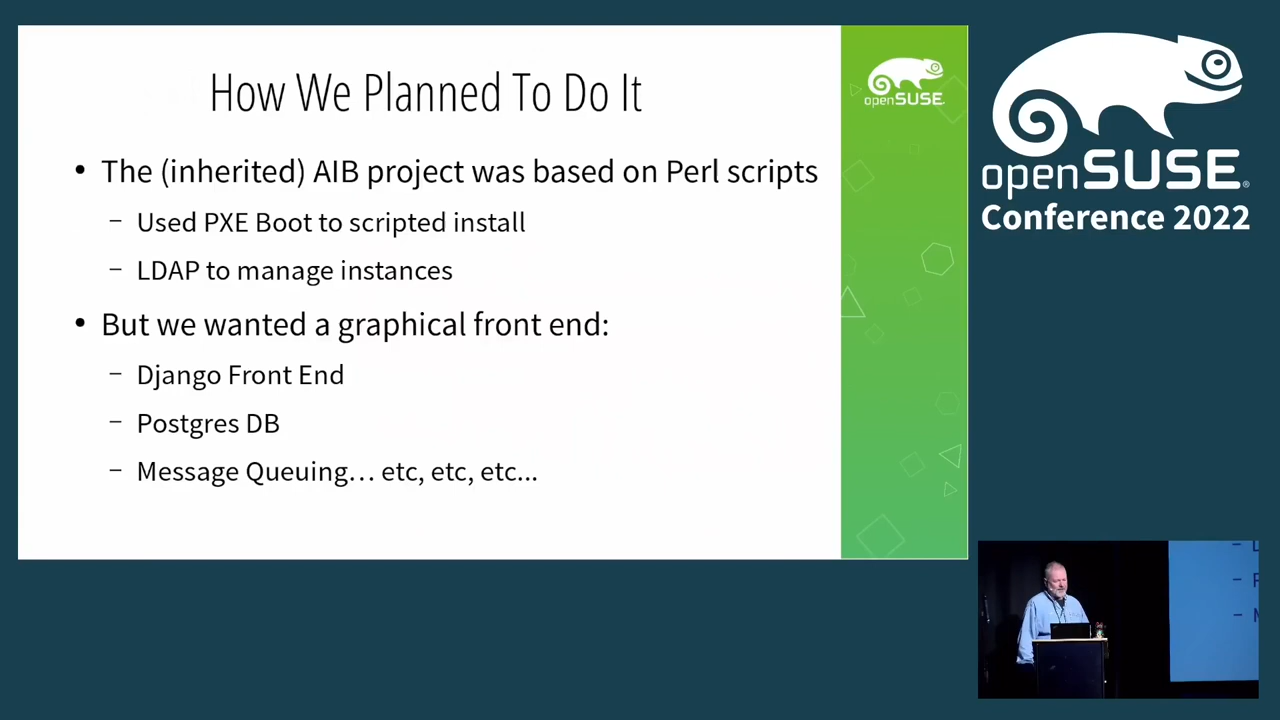 How We Planned To Do It
• The (inherited) AIB project was based on Perl scripts
– Used PXE Boot to scripted install
– LDAP to manage instances
• But we wanted a graphical front end:
– Django Front End
– Postgres DB
– Message Queuing… etc, etc, etc...
openSUSE
openSUSE®
Conference 2022